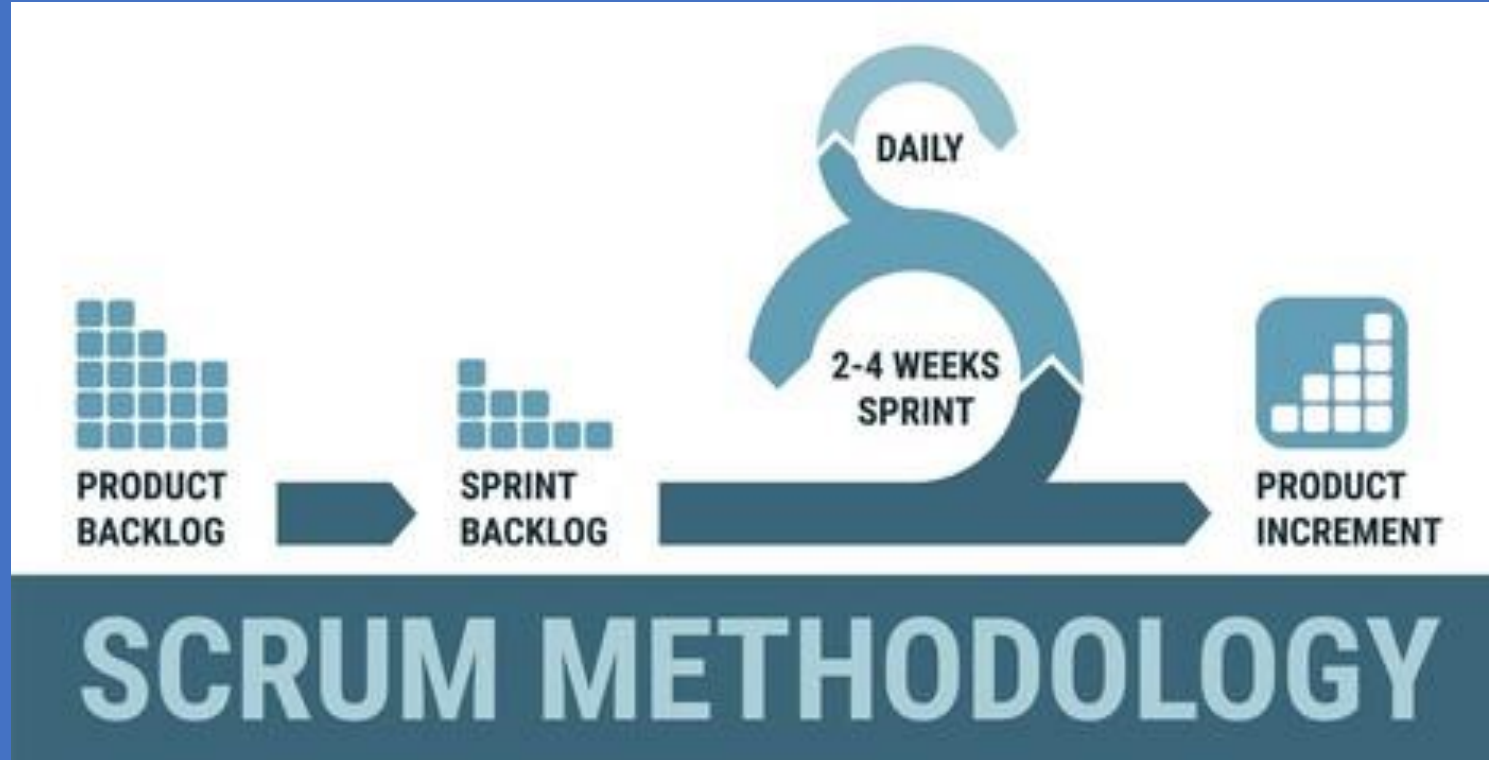 DAILY
2-4 WEEKS
SPRINT
PRODUCT
BACKLOG
SPRINT
BACKLOG
PRODUCT
INCREMENT
SCRUM METHODOLOGY